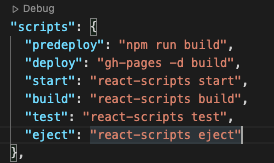 Debug
"scripts": {
"predeploy": "npm run build",
"deploy": "gh-pages -d build",
"start": "react-scripts start",
"build": "react-scripts build",
"test": "react-scripts test",
"eject": "react-scripts eject"
},